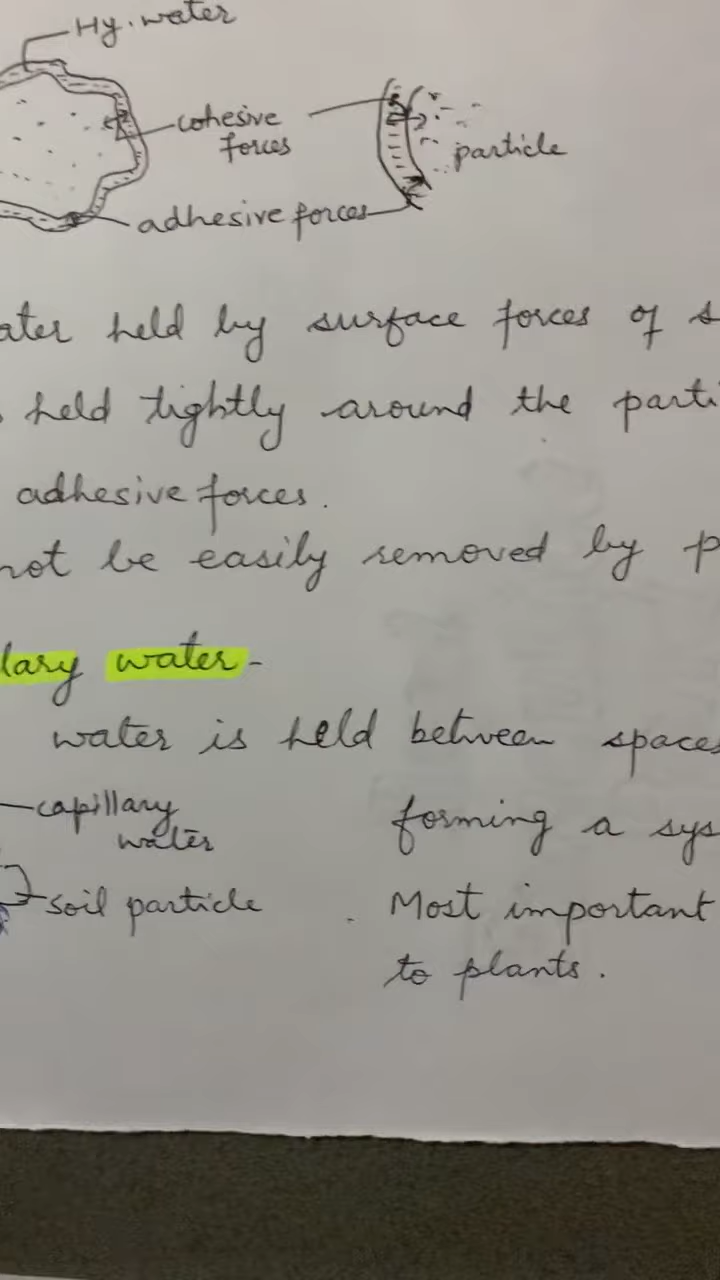 Hy. water
cohesive
forces
particle
adhesive forces
ater held by surface forces of s
s held tightly around the parti
adhesive forces.
not be easily removed by p
lary water-
water is held between spaces
capillary
water
forming a sys
soil particle
. Most important
to plants.